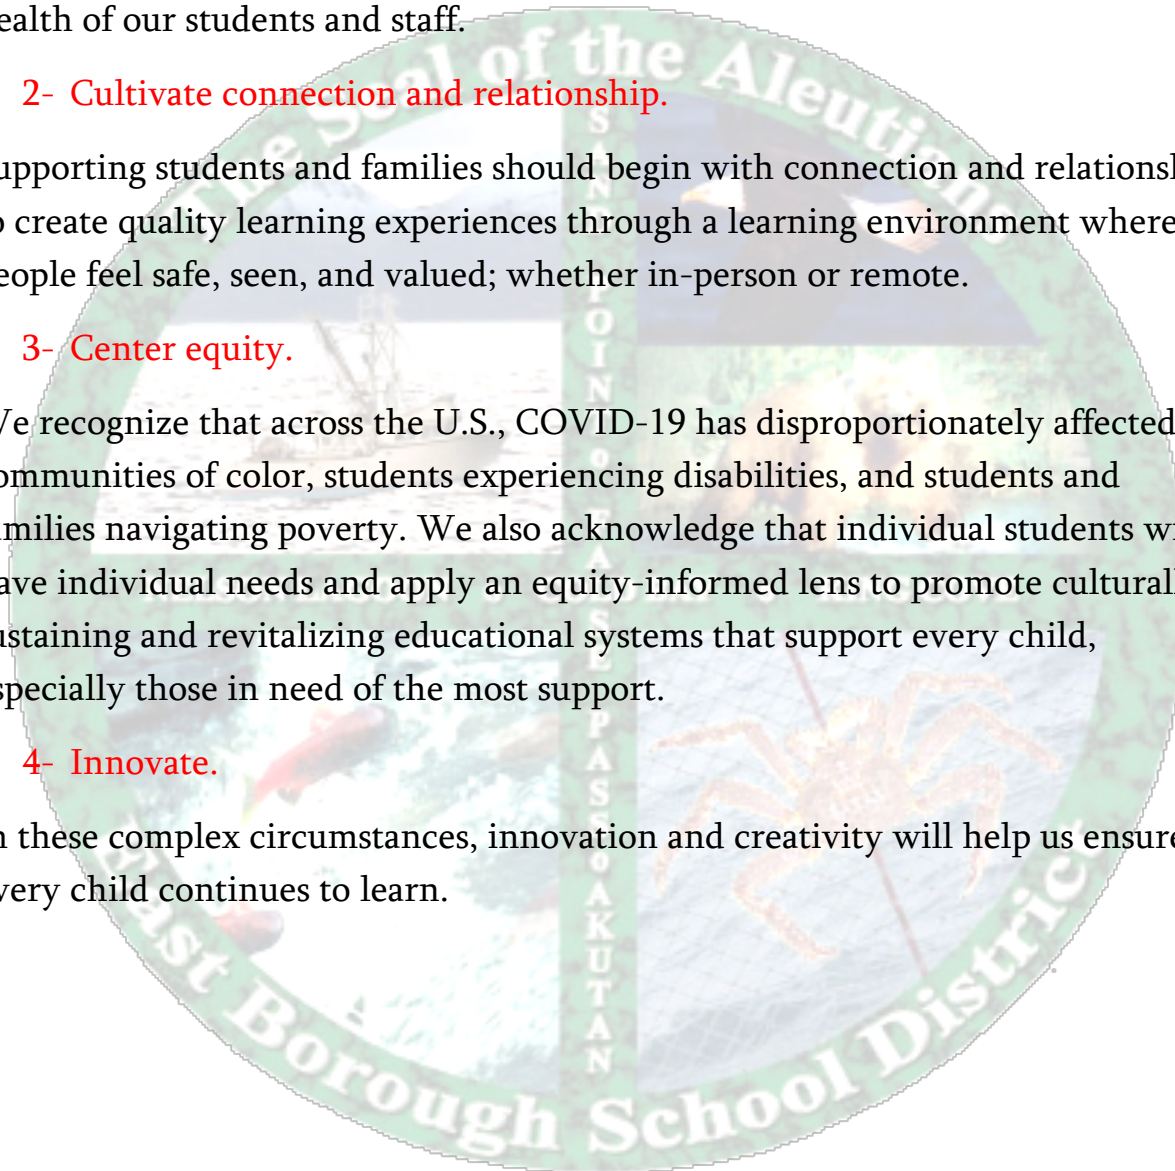 ealth of our students and staff.
2- Cultivate connection and relationship.
upporting students and families should begin with connection and relationsh
o create quality learning experiences through a learning environment where
eople feel safe, seen, and valued; whether in-person or remote.
3- Center equity.
Ve recognize that across the U.S., COVID-19 has disproportionately affected
ommunities of color, students experiencing disabilities, and students and
amilies navigating poverty. We also acknowledge that individual students wi
ave individual needs and apply an equity-informed lens to promote culturall
ustaining and revitalizing educational systems that support every child,
specially those in need of the most support.
4- Innovate.
n these complex circumstances, innovation and creativity will help us ensure
very child continues to learn.
The Seal of the Aleutians
East Borough School District
AKUTAN